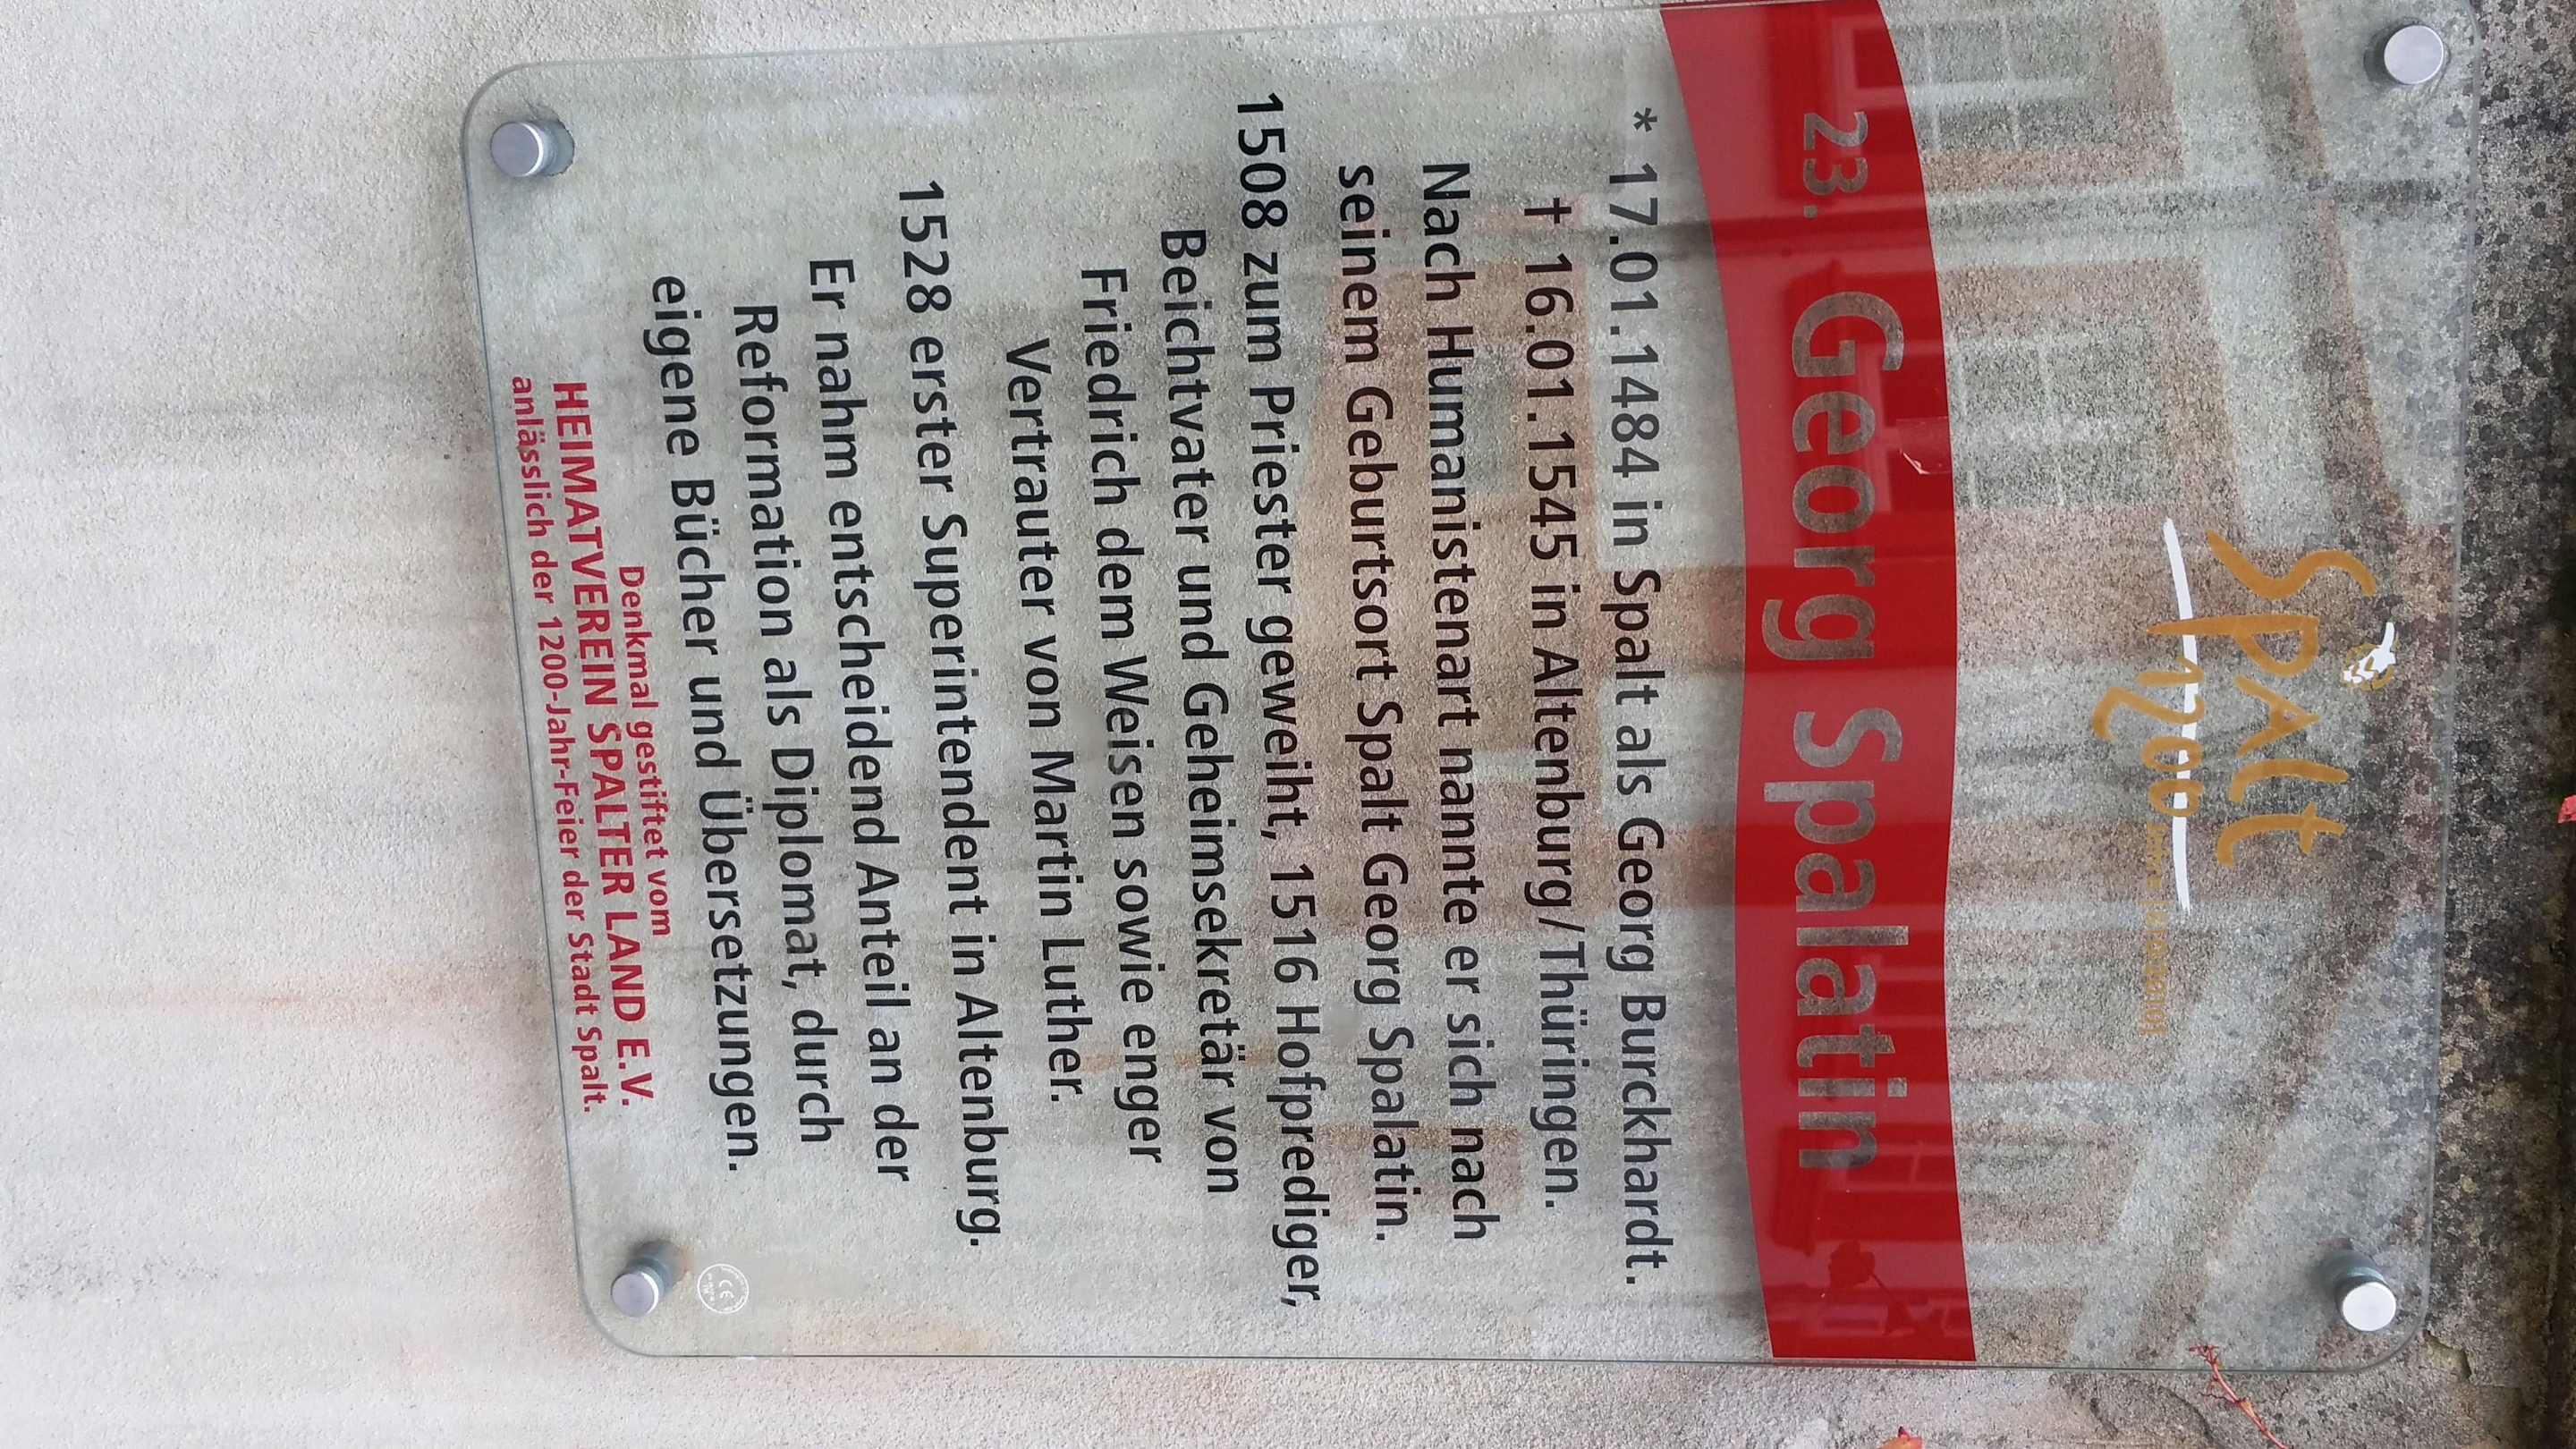 Spalt
1200
23. Georg Spalatin
* 17.01.1484 in Spalt als Georg Burckhardt.
† 16.01.1545 in Altenburg/Thüringen.
Nach Humanistenart nannte er sich nach
seinem Geburtsort Spalt Georg Spalatin.
1508 zum Priester geweiht, 1516 Hofprediger,
Beichtvater und Geheimsekretär von
Friedrich dem Weisen sowie enger
Vertrauter von Martin Luther.
1528 erster Superintendent in Altenburg.
Er nahm entscheidend Anteil an der
Reformation als Diplomat, durch
eigene Bücher und Übersetzungen.
Denkmal gestiftet vom
HEIMATVEREIN SPALTER LAND E.V.
anlässlich der 1200-Jahr-Feier der Stadt Spalt.
CE